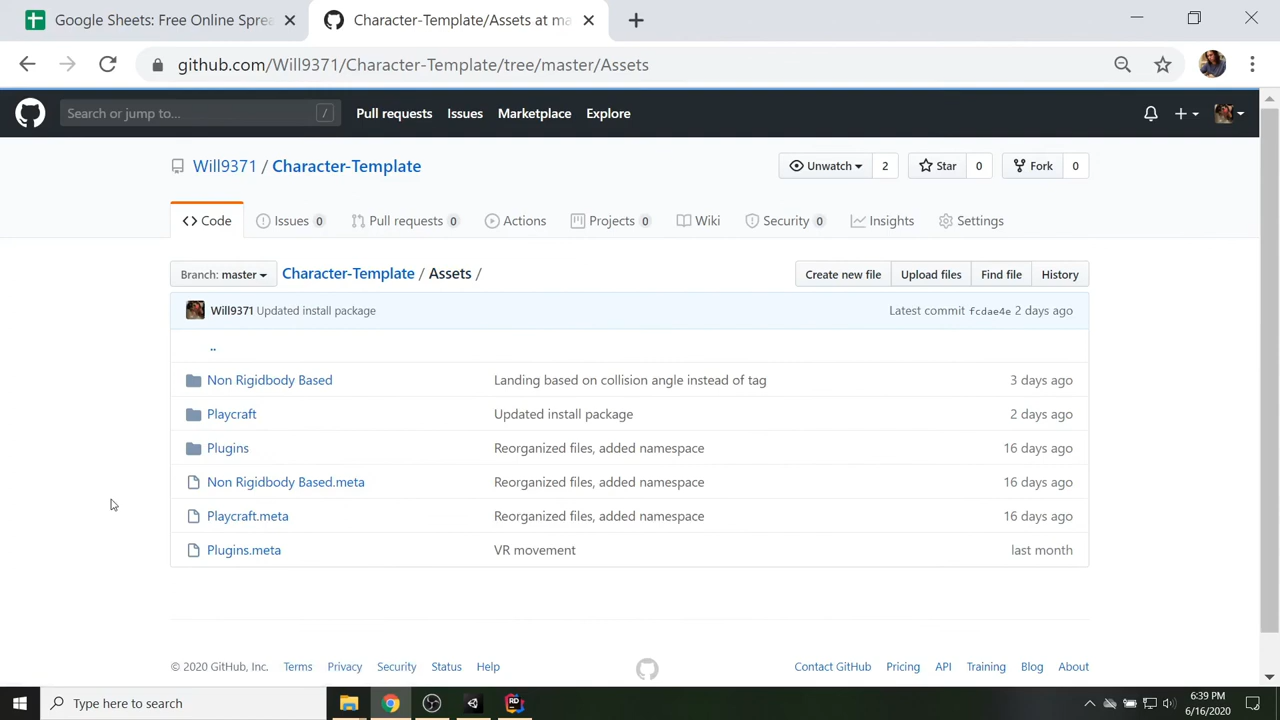 Google Sheets: Free Online Sprea
Character-Template/Assets at ma
github.com/Will9371/Character-Template/tree/master/Assets
Search or jump to...
/
Pull requests
Issues
Marketplace
Explore
Will9371 / Character-Template
Unwatch
2
Star
0
Fork
0
Code
Issues 0
Pull requests 0
Actions
Projects 0
Wiki
Security 0
Insights
Settings
Branch: master
Character-Template / Assets /
Create new file
Upload files
Find file
History
Will9371 Updated install package
Latest commit fcdae4e 2 days ago
..
Non Rigidbody Based
Landing based on collision angle instead of tag
3 days ago
Playcraft
Updated install package
2 days ago
Plugins
Reorganized files, added namespace
16 days ago
Non Rigidbody Based.meta
Reorganized files, added namespace
16 days ago
Playcraft.meta
Reorganized files, added namespace
16 days ago
Plugins.meta
VR movement
last month
© 2020 GitHub, Inc.
Terms
Privacy
Security
Status
Help
Contact GitHub
Pricing
API
Training
Blog
About
Type here to search
RD
6:39 PM
6/16/2020